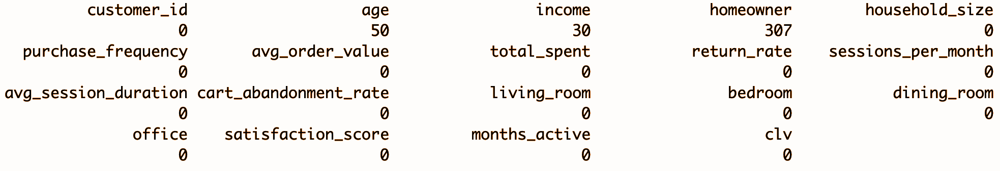 customer_id age income homeowner household_size
0 50 30 307 0
purchase_frequency avg_order_value total_spent return_rate sessions_per_month
0 0 0 0 0
avg_session_duration cart_abandonment_rate living_room bedroom dining_room
0 0 0 0 0
office satisfaction_score months_active clv
0 0 0 0